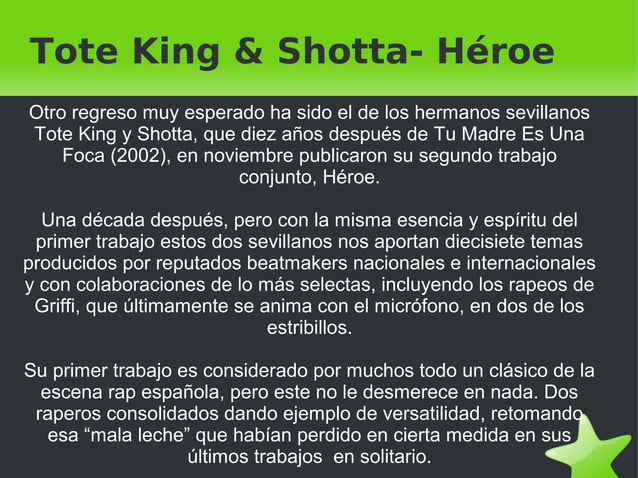 Tote King & Shotta- Héroe
Otro regreso muy esperado ha sido el de los hermanos sevillanos
Tote King y Shotta, que diez años después de Tu Madre Es Una
Foca (2002), en noviembre publicaron su segundo trabajo
conjunto, Héroe.
Una década después, pero con la misma esencia y espíritu del
primer trabajo estos dos sevillanos nos aportan diecisiete temas
producidos por reputados beatmakers nacionales e internacionales
y con colaboraciones de lo más selectas, incluyendo los rapeos de
Griffi, que últimamente se anima con el micrófono, en dos de los
estribillos.
Su primer trabajo es considerado por muchos todo un clásico de la
escena rap española, pero este no le desmerece en nada. Dos
raperos consolidados dando ejemplo de versatilidad, retomando
esa “mala leche” que habían perdido en cierta medida en sus
últimos trabajos  en solitario.